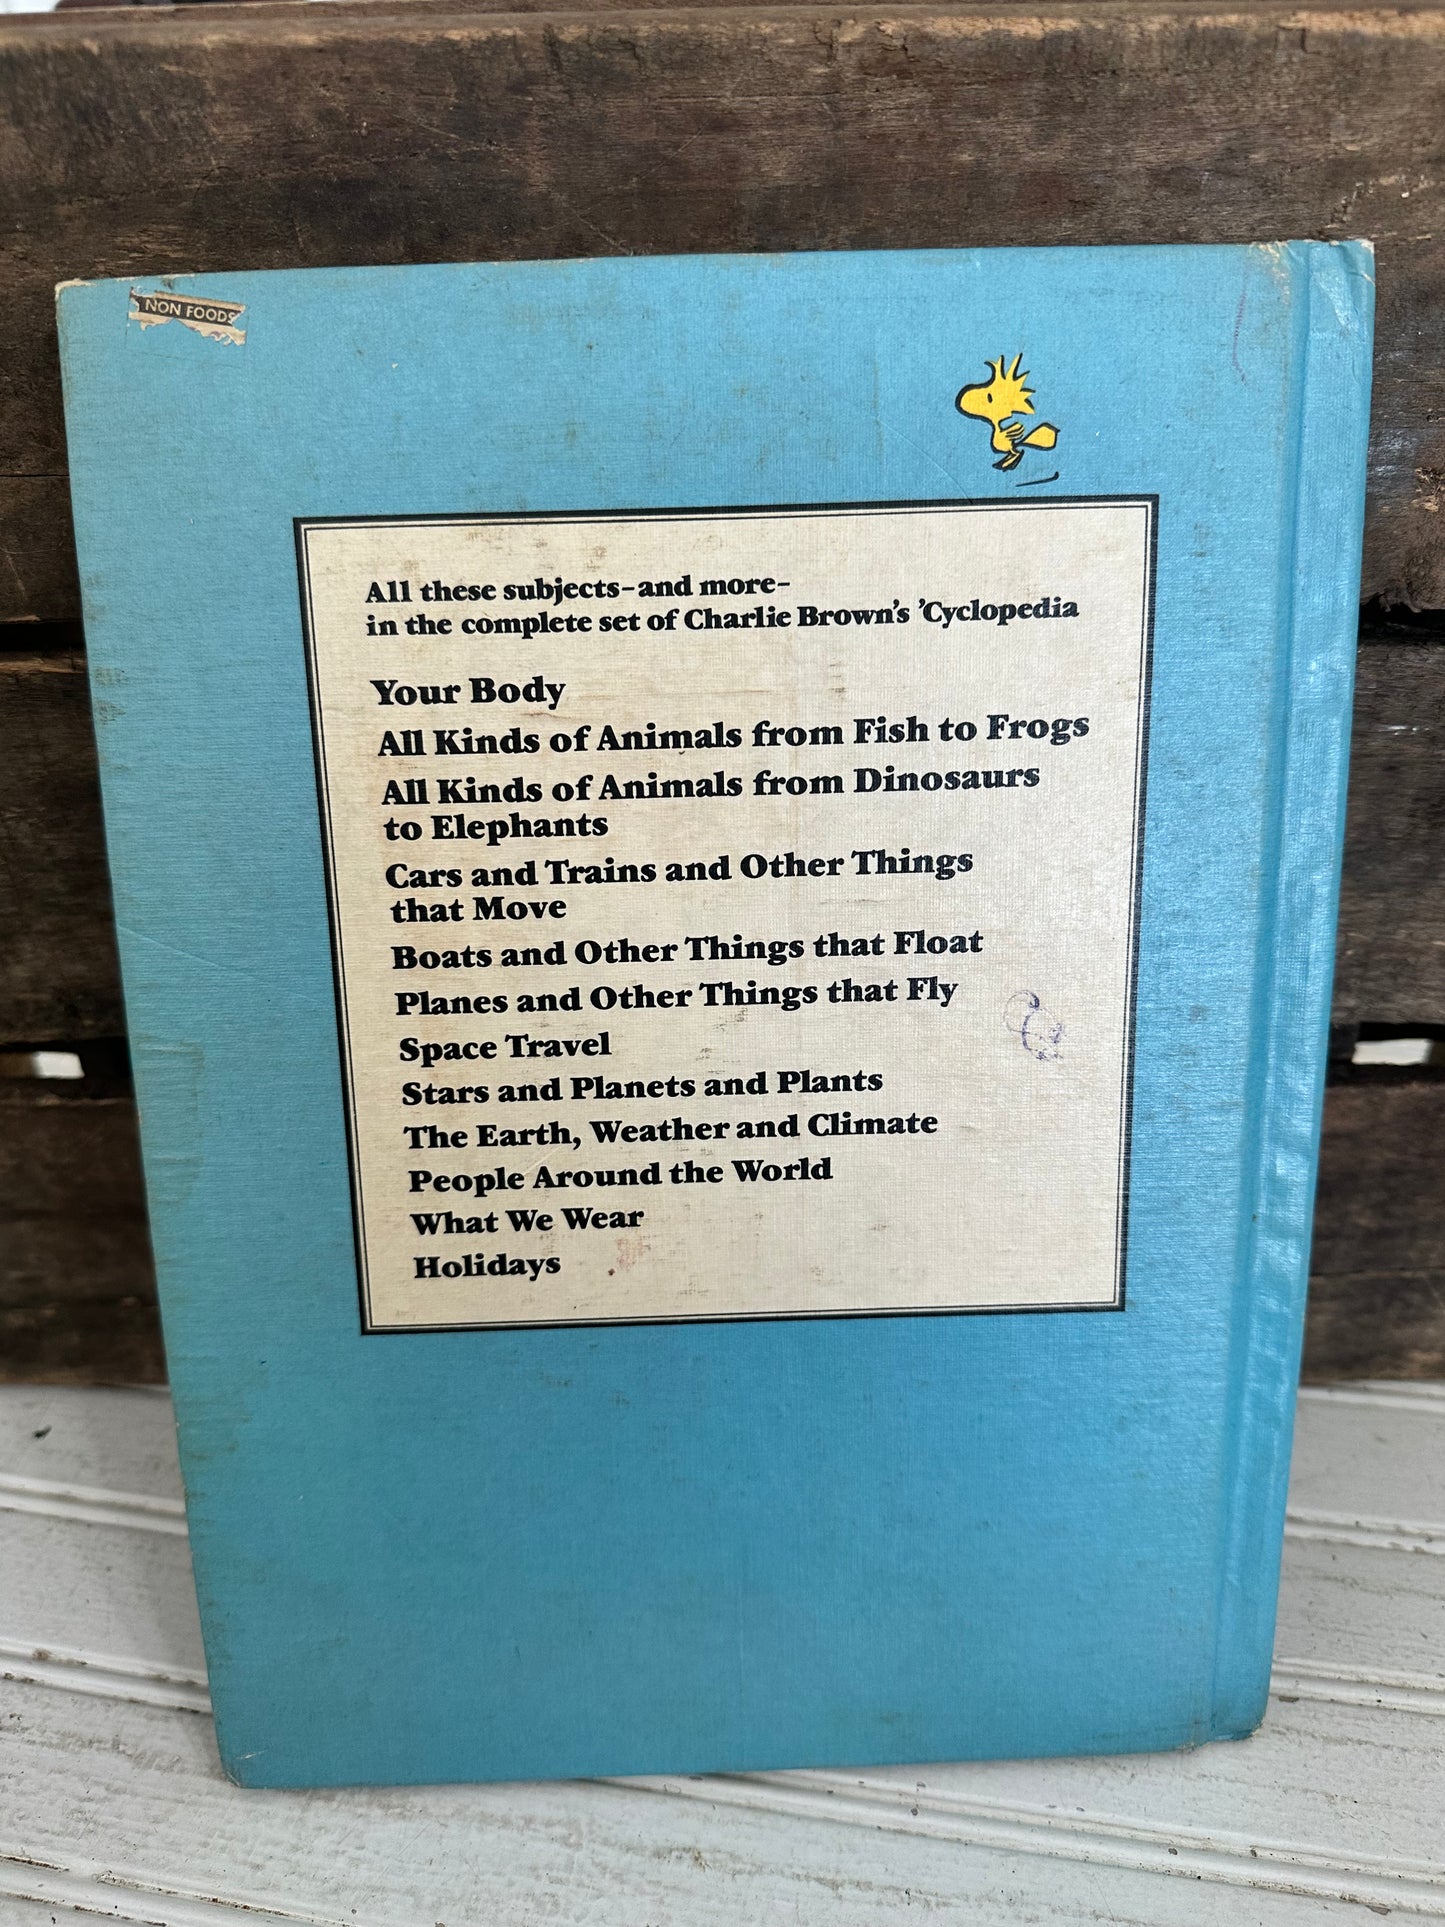 NON FOODS
All these subjects-and more-
in the complete set of Charlie Brown's 'Cyclopedia
Your Body
All Kinds of Animals from Fish to Frogs
All Kinds of Animals from Dinosaurs
to Elephants
Cars and Trains and Other Things
that Move
Boats and Other Things that Float
Planes and Other Things that Fly
Space Travel
Stars and Planets and Plants
The Earth, Weather and Climate
People Around the World
What We Wear
Holidays